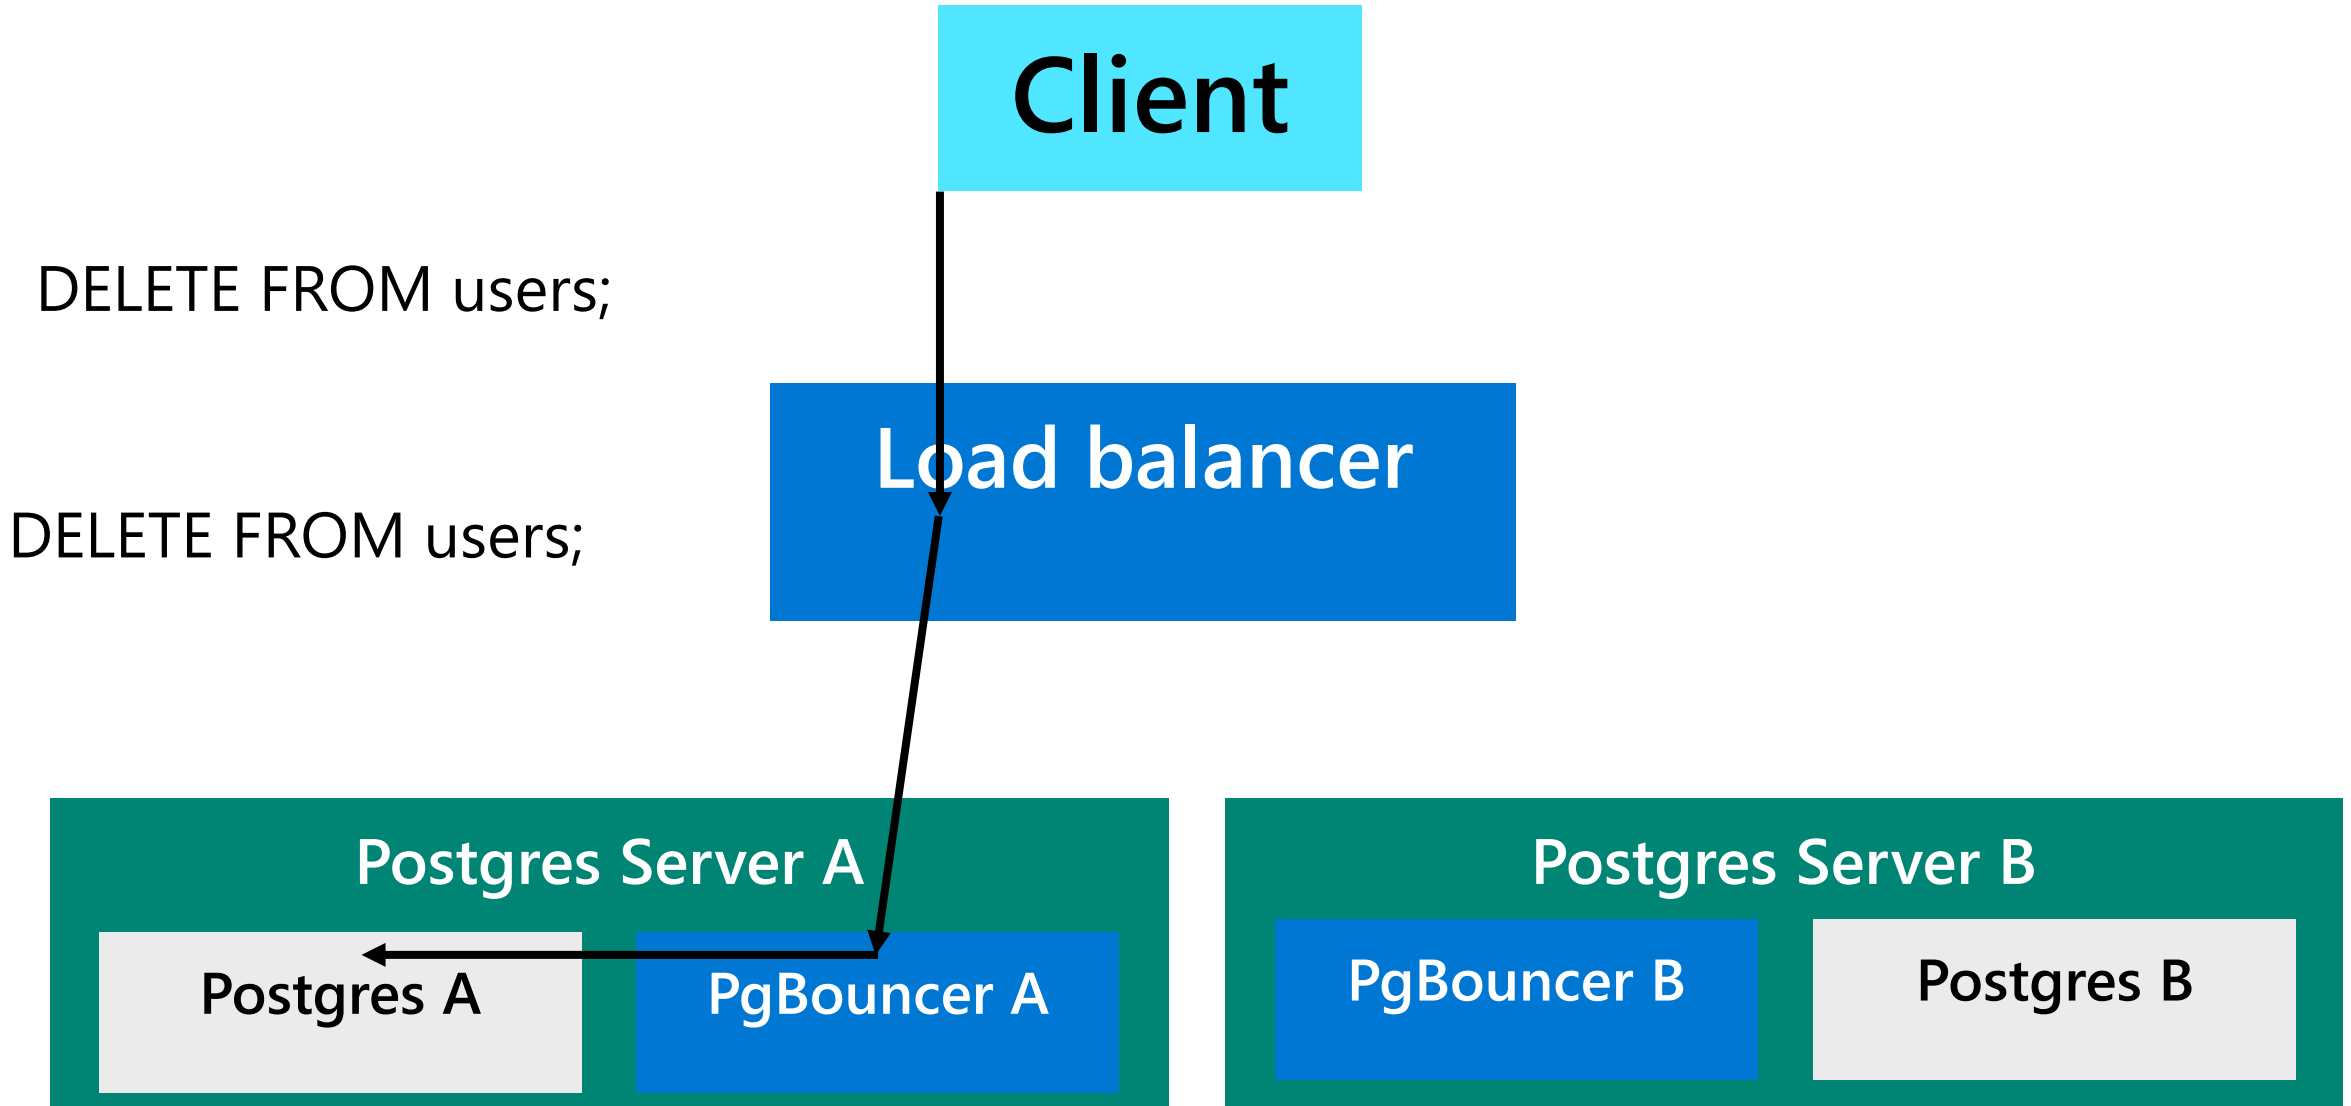 Client
DELETE FROM users;
Load balancer
DELETE FROM users;
Postgres Server A
Postgres A
PgBouncer A
Postgres Server B
PgBouncer B
Postgres B